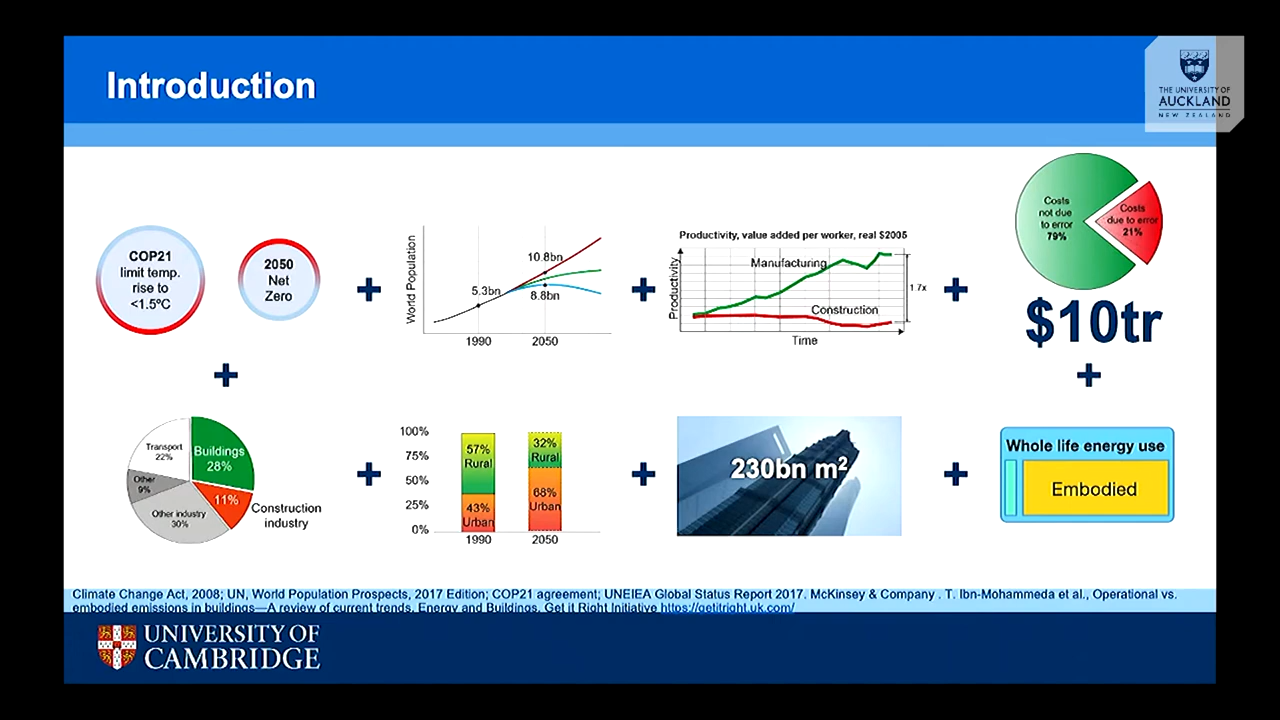 Introduction
THE UNIVERSITY OF
AUCKLAND
NEW ZEALAND
COP21
limit temp.
rise to
<1.5ºC
2050
Net
Zero
World Population
10.8bn
5.3bn
8.8bn
1990
2050
Productivity, value added per worker, real $2005
Productivity
Manufacturing
1.7x
Construction
Time
Costs
not due
to error
79%
Costs
due to error
21%
$10tr
Transport
22%
Buildings
28%
Other
9%
11%
Other industry
30%
Construction
industry
100%
75%
50%
25%
0%
57%
Rural
43%
Urban
32%
Rural
68%
Urban
1990
2050
230bn m²
Whole life energy use
Embodied
Climate Change Act, 2008; UN, World Population Prospects, 2017 Edition; COP21 agreement; UNEIEA Global Status Report 2017. McKinsey & Company . T. Ibn-Mohammeda et al., Operational vs.
embodied emissions in buildings—A review of current trends, Energy and Buildings, Get it Right Initiative https://getitright.uk.com/
UNIVERSITY OF
CAMBRIDGE